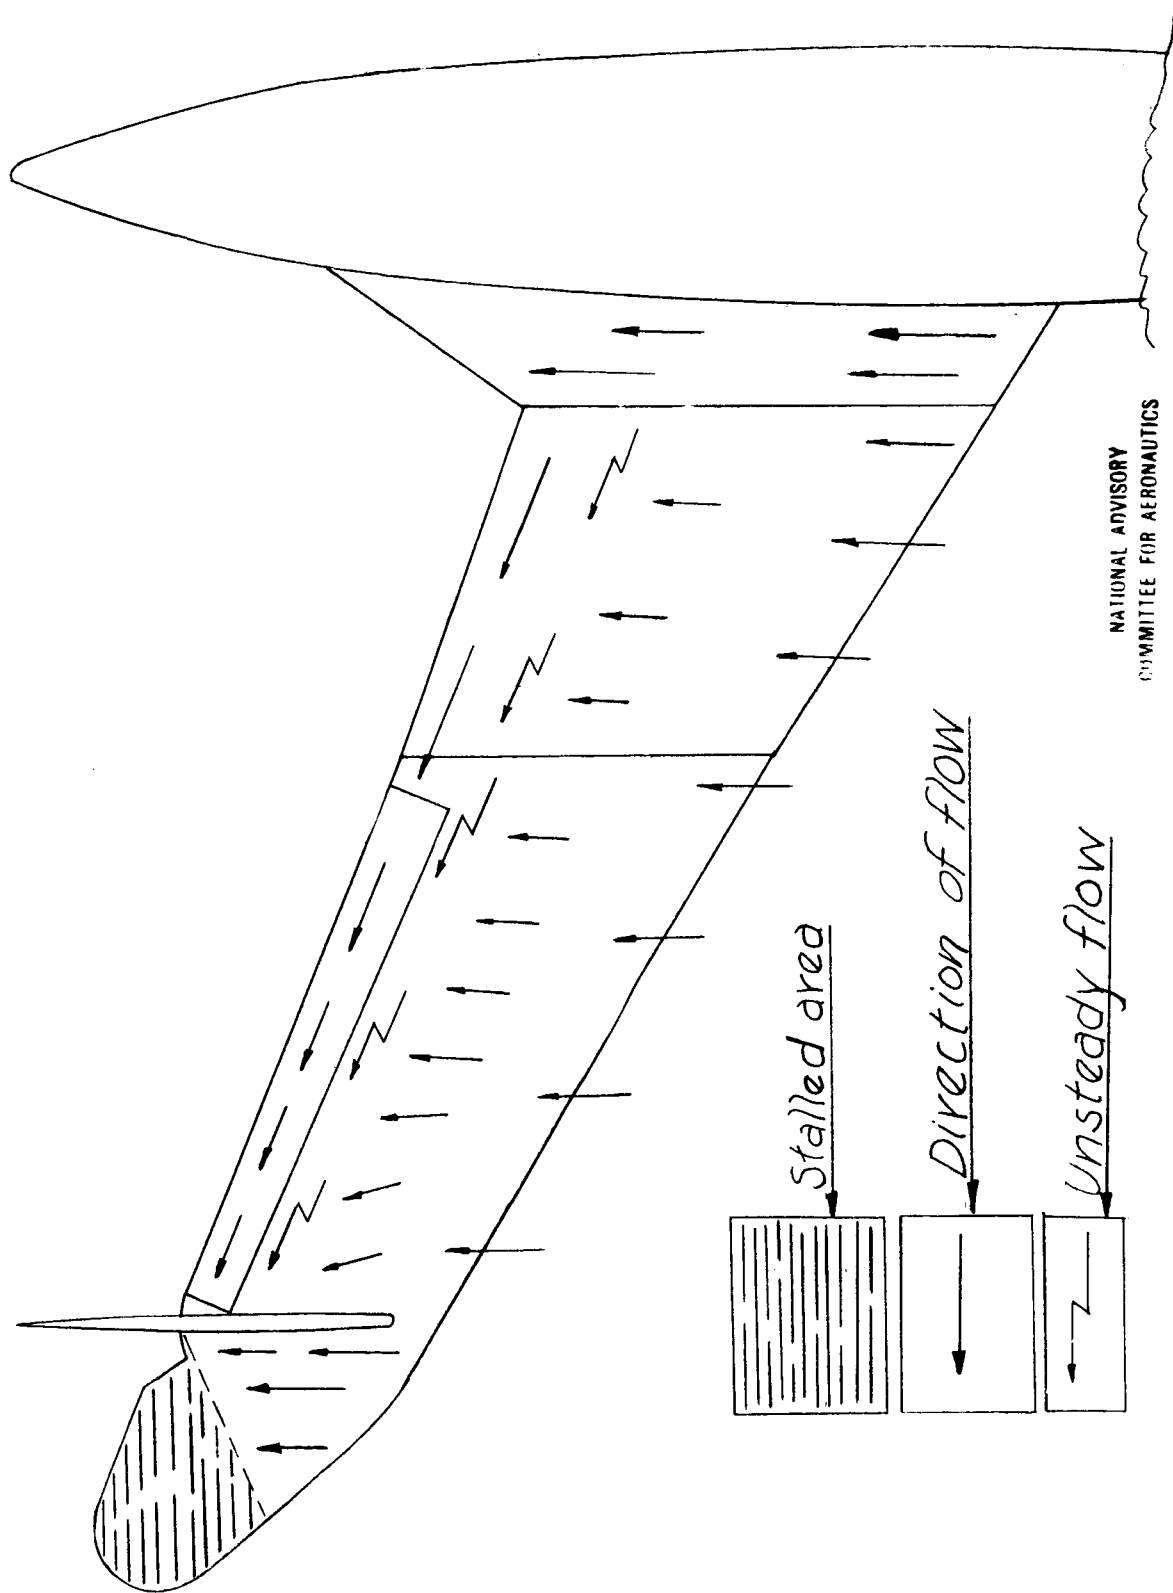 NATIONAL ADVISORY
COMMITTEE FOR AERONAUTICS
Stalled area
Direction of flow
Unsteady flow